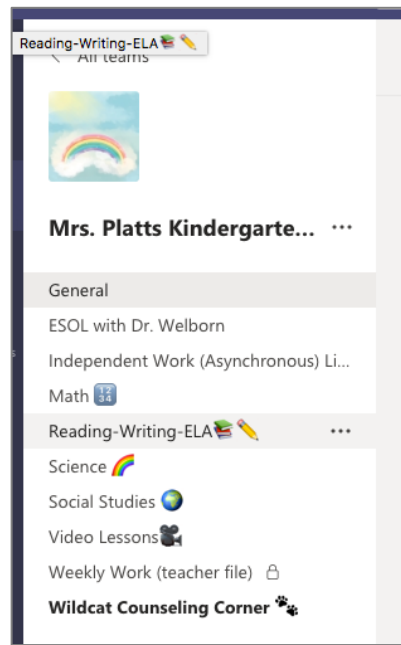 Reading-Writing-ELA📚✏️
< All teams
Mrs. Platts Kindergarte... ...
General
ESOL with Dr. Welborn
Independent Work (Asynchronous) Li...
Math 🔢
Reading-Writing-ELA📚✏️ ...
Science 🌈
Social Studies 🌍
Video Lessons🎥
Weekly Work (teacher file)
Wildcat Counseling Corner 🐾